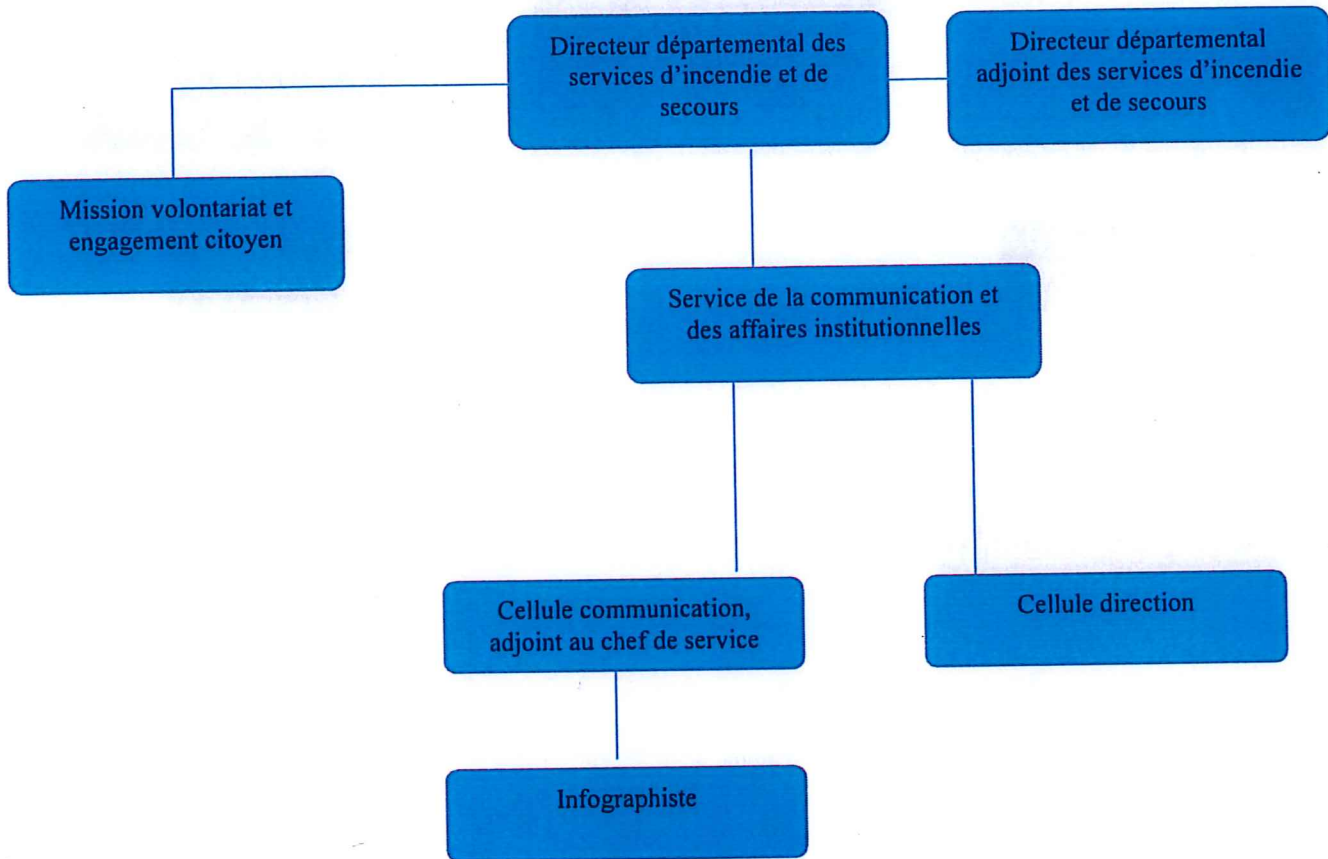 Directeur départemental des
services d'incendie et de
secours
Directeur départemental
adjoint des services d'incendie
et de secours
Mission volontariat et
engagement citoyen
Service de la communication et
des affaires institutionnelles
Cellule communication,
adjoint au chef de service
Cellule direction
Infographiste